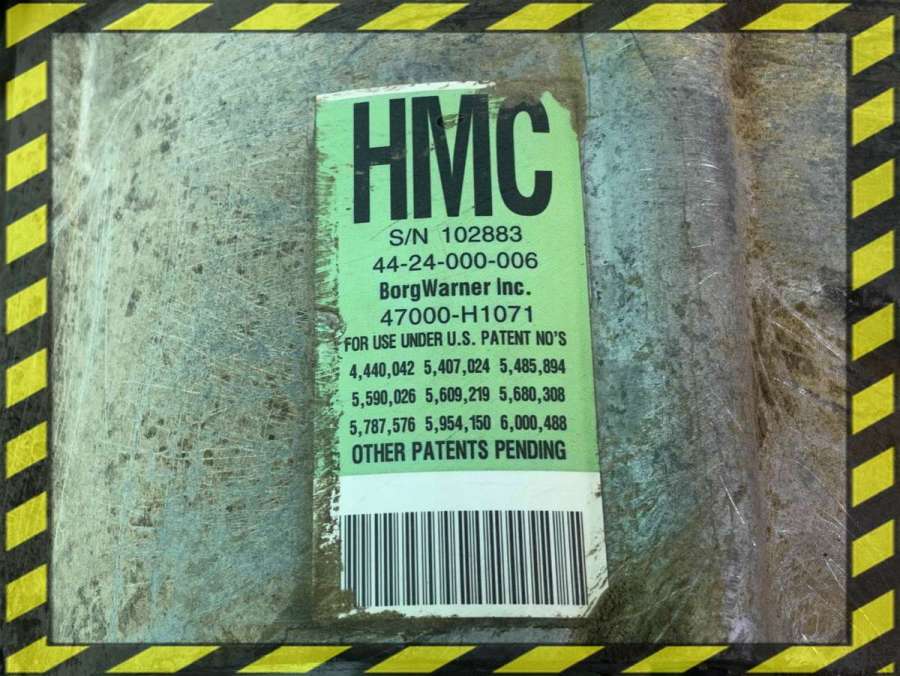 HMC
S/N 102883
44-24-000-006
BorgWarner Inc.
47000-H1071
FOR USE UNDER U.S. PATENT NO'S
4,440,042 5,407,024 5,485,894
5,590,026 5,609,219 5,680,308
5,787,576 5,954,150 6,000,488
OTHER PATENTS PENDING